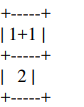 +-----+
| 1+1 |
+-----+
|   2 |
+-----+